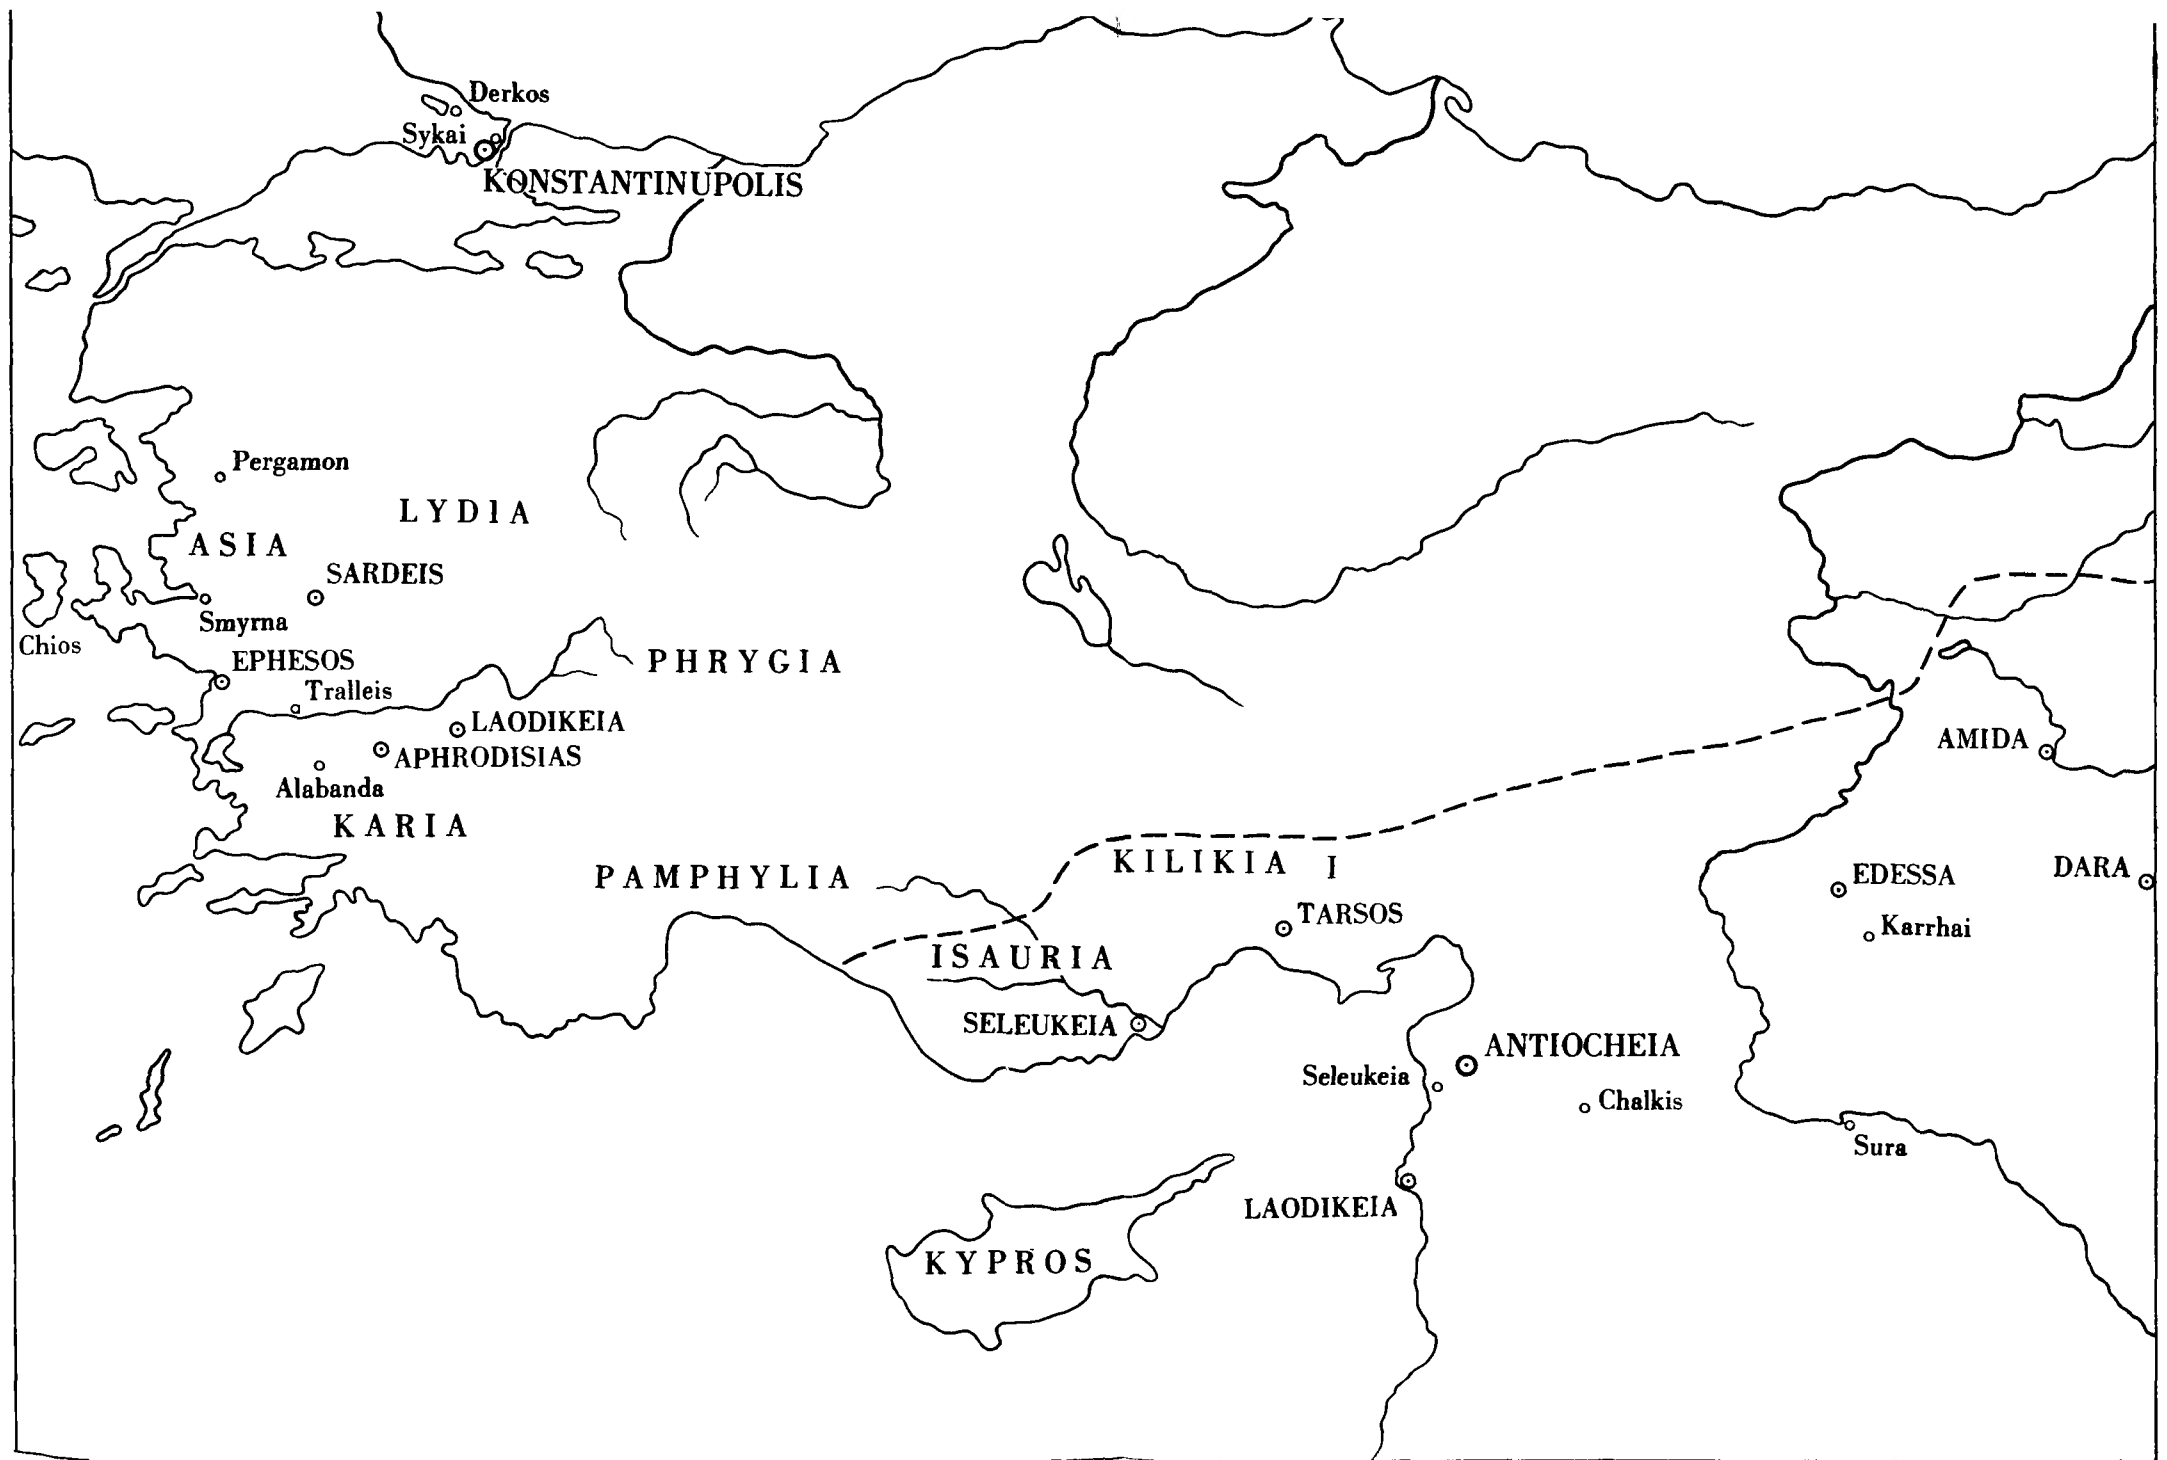 Derkos
Sykai
KONSTANTINUPOLIS
Pergamon
LYDIA
ASIA
SARDEIS
Smyrna
Chios
EPHESOS
PHRYGIA
Tralleis
LAODIKEIA
APHRODISIAS
AMIDA
Alabanda
KARIA
PAMPHYLIA
KILIKIA I
EDESSA
DARA
TARSOS
Karrhai
ISAURIA
SELEUKEIA
ANTIOCHEIA
Seleukeia
Chalkis
Sura
LAODIKEIA
KYPROS